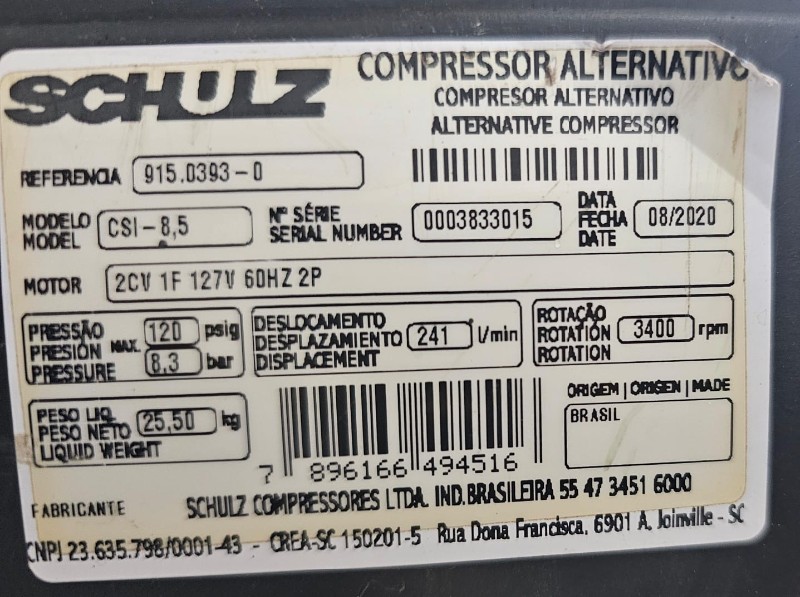 SCHULZ
COMPRESSOR ALTERNATIVO
COMPRESOR ALTERNATIVO
ALTERNATIVE COMPRESSOR
REFERENCIA 915.0393-0
MODELO
MODEL
CSI-8,5
Nº SÉRIE
SERIAL NUMBER
0003833015
DATA
FECHA
DATE
08/2020
MOTOR 2CV 1F 127V 60HZ 2P
PRESSÃO
PRESIÓN
PRESSURE
MAX.
120 psig
8,3 bar
DESLOCAMENTO
DESPLAZAMIENTO
DISPLACEMENT
241 l/min
ROTAÇÃO
ROTATIÓN
ROTATION
3400 rpm
PESO LIQ.
PESO NETO
LIQUID WEIGHT
25,50 kg
7 896166 494516
ORIGEM | ORIGEN | MADE
BRASIL
FABRICANTE
SCHULZ COMPRESSORES LTDA. IND.BRASILEIRA 55 47 3451 6000
CNPJ 23.635.798/0001-43 - CREA-SC 150201-5 Rua Dona Francisca, 6901 A, Joinville - SC